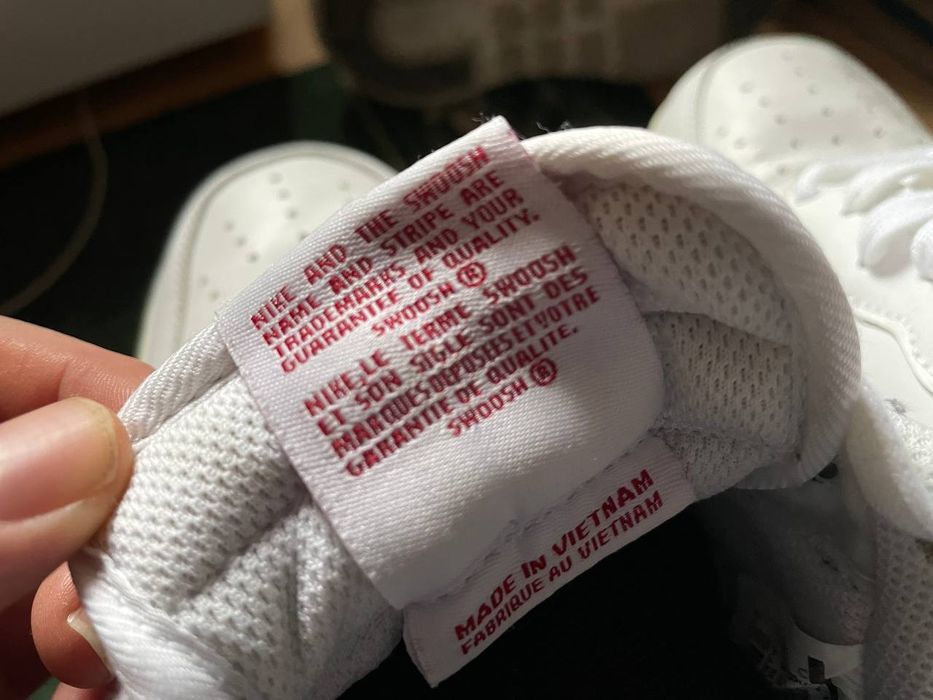 NIKE AND THE SWOOSH
NAME AND STRIPE ARE
TRADEMARKS AND YOUR
GUARANTEE OF QUALITY.
SWOOSH ®
NIKE,LE TERME SWOOSH
ET SON SIGLE SONT DES
MARQUES DÉPOSÉS ET VOTRE
GARANTIE DE QUALITE.
SWOOSH ®
MADE IN VIETNAM
FABRIQUE AU VIETNAM